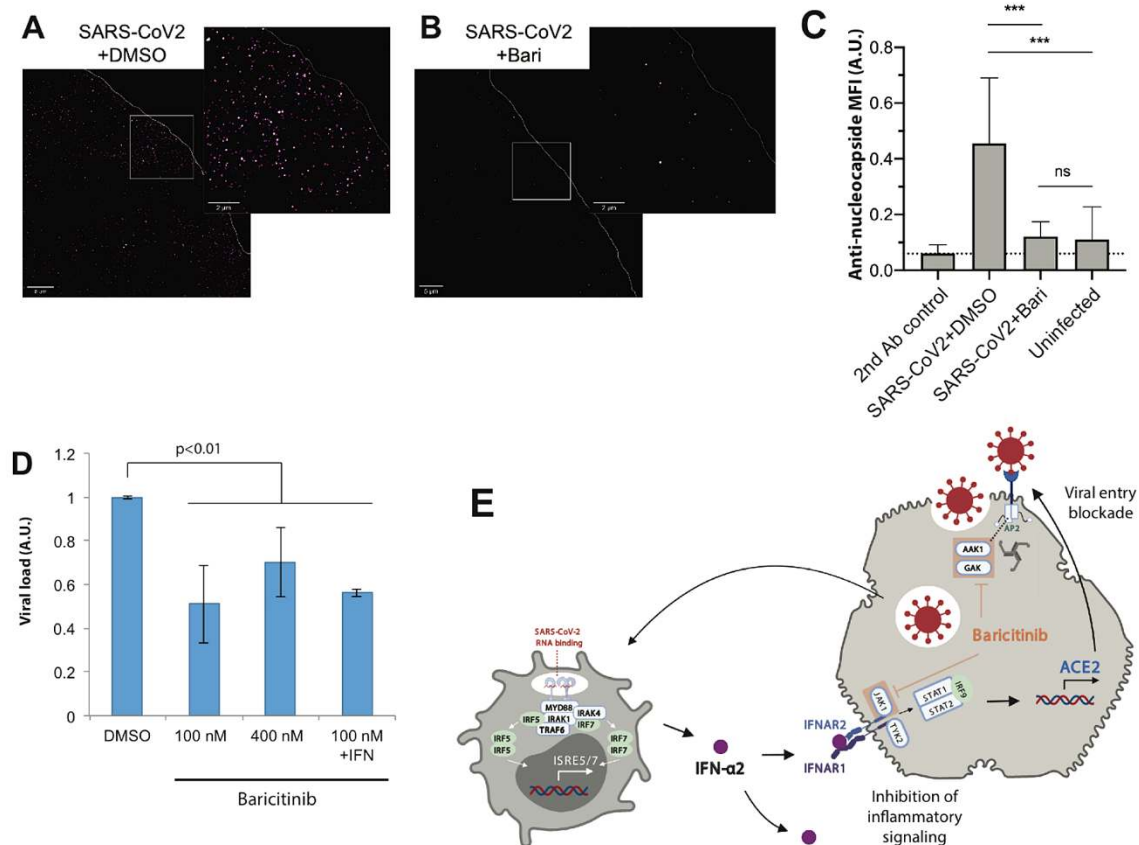 A
SARS-CoV2
+DMSO
2 µm
B
SARS-CoV2
+Bari
2 µm
5 µm
C
***
***
ns
Anti-nucleocapside MFI (A.U.)
0.8
0.6
0.4
0.2
0.0
2nd Ab control
SARS-CoV2+DMSO
SARS-CoV2+Bari
Uninfected
D
p<0.01
Viral load (A.U.)
1.2
1
0.8
0.6
0.4
0.2
0
DMSO
100 nM
400 nM
100 nM
+IFN
Baricitinib
E
SARS-CoV-2
RNA binding
MYD88
IRF5 IRAK1 IRAK4
TRAF6 IRF7
IRF5
IRF5
IRF7
IRF7
ISRE5/7
IFN-α2
IFNAR2
IFNAR1
JAK1
TYK2
STAT1
STAT2
IRF9
Inhibition of
inflammatory
signaling
Baricitinib
AAK1
GAK
AP2
ACE2
Viral entry
blockade